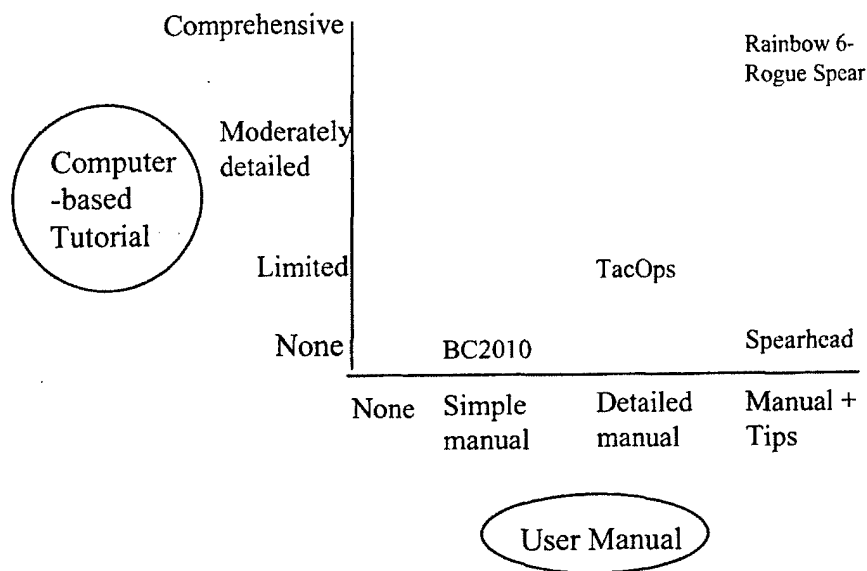 Comprehensive
Rainbow 6-
Rogue Spear
Moderately
detailed
Computer
-based
Tutorial
Limited
TacOps
None
BC2010
Spearhead
None
Simple
manual
Detailed
manual
Manual +
Tips
User Manual